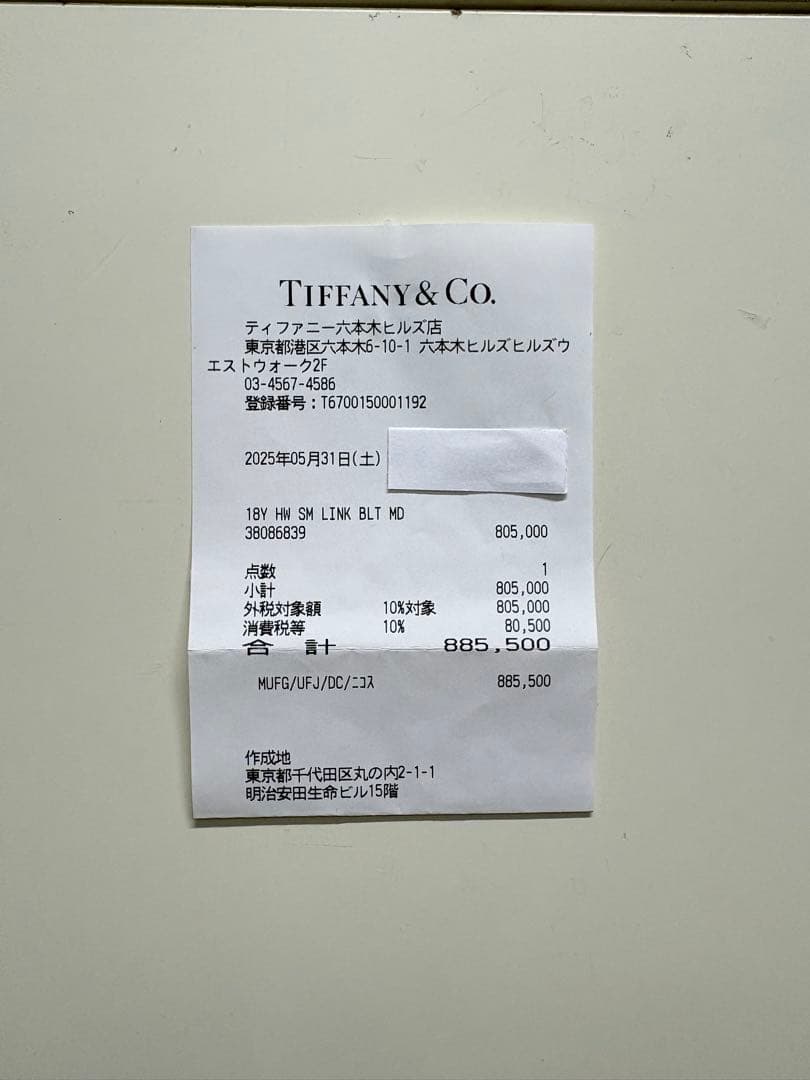 TIFFANY & CO.
ティファニー六本木ヒルズ店
東京都港区六本木6-10-1 六本木ヒルズヒルズウ
エストウォーク2F
03-4567-4586
登録番号：T6700150001192
2025年05月31日(土)
18Y HW SM LINK BLT MD
38086839 805,000
点数 1
小計 805,000
外税対象額 10%対象 805,000
消費税等 10% 80,500
合 計 885,500
MUFG/UFJ/DC/ﾆｺｽ 885,500
作成地
東京都千代田区丸の内2-1-1
明治安田生命ビル15階